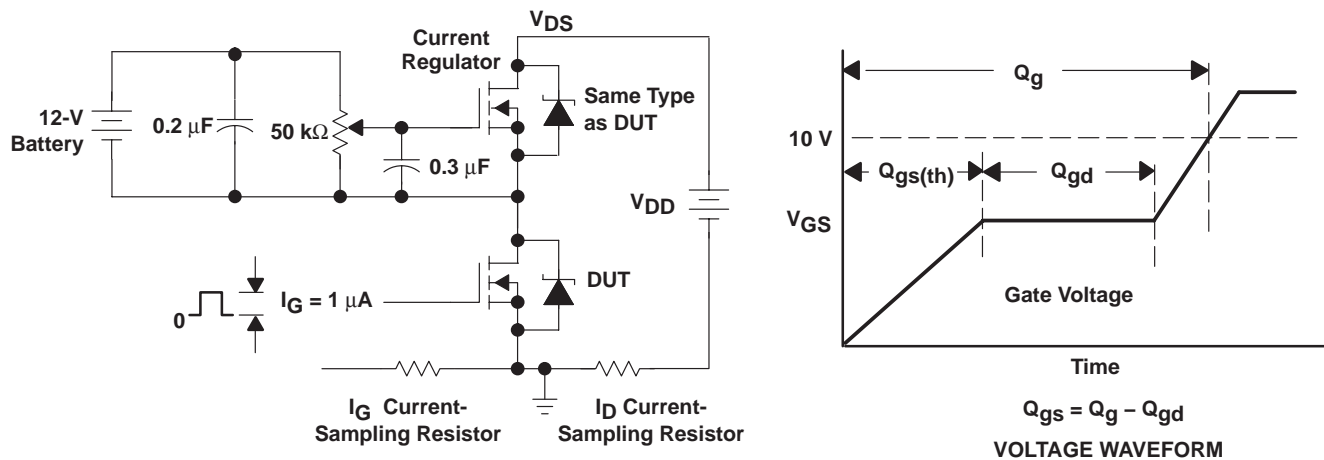 VDS
Current
Regulator
12-V
Battery
0.2 µF
50 kΩ
0.3 µF
Same Type
as DUT
VDD
DUT
0
IG = 1 µA
IG Current-
Sampling Resistor
ID Current-
Sampling Resistor
Qg
10 V
Qgs(th)
Qgd
VGS
Gate Voltage
Time
Qgs = Qg – Qgd
VOLTAGE WAVEFORM